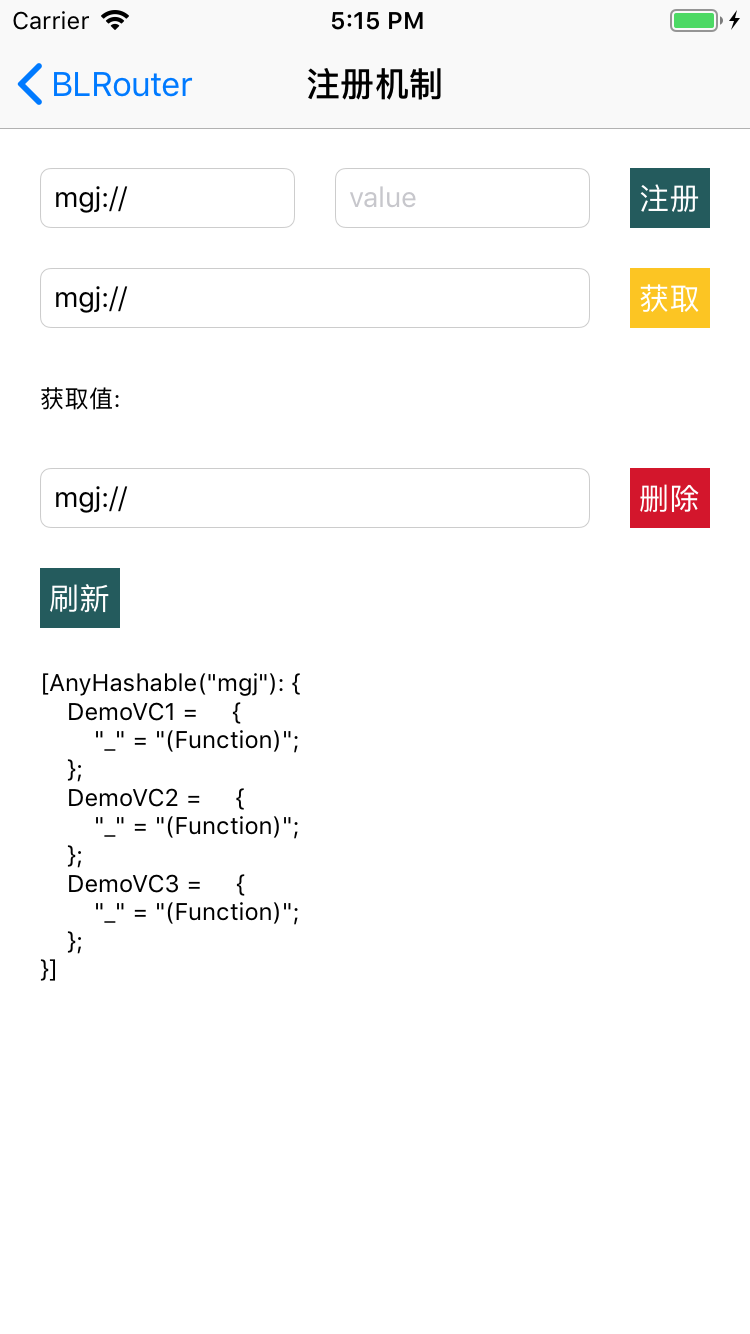 Carrier 5:15 PM
BLRouter 注册机制
mgj:// value 注册
mgj:// 获取
获取值:
mgj:// 删除
刷新
[AnyHashable("mgj"): {
    DemoVC1 =     {
        "_" = "(Function)";
    };
    DemoVC2 =     {
        "_" = "(Function)";
    };
    DemoVC3 =     {
        "_" = "(Function)";
    };
}]